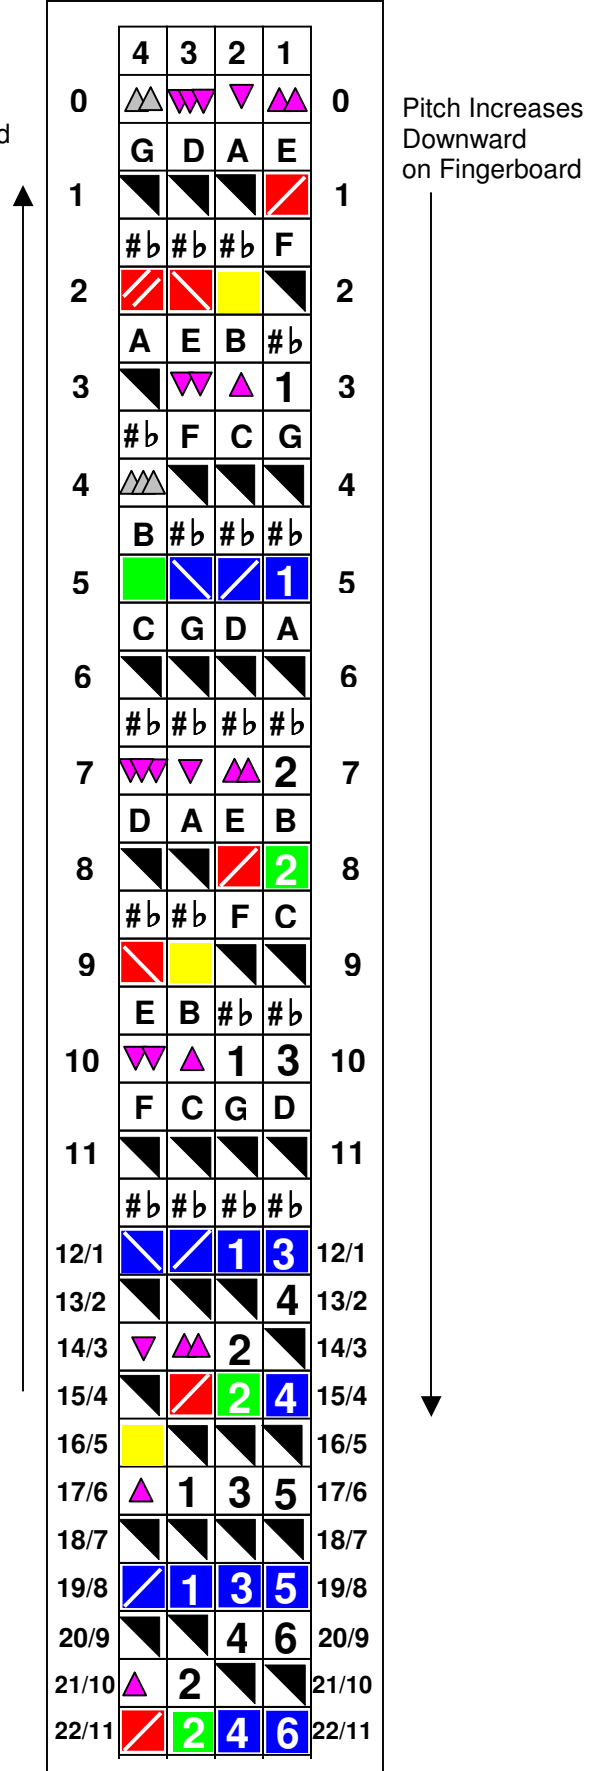 4 3 2 1
0 0
Pitch Increases
Downward
on Fingerboard
d
G D A E
1 1
#♭ #♭ #♭ F
2 2
A E B #♭
3 1 3
#♭ F C G
4 4
B #♭ #♭ #♭
5 1 5
C G D A
6 6
#♭ #♭ #♭ #♭
7 2 7
D A E B
8 2 8
#♭ #♭ F C
9 9
E B #♭ #♭
10 1 3 10
F C G D
11 11
#♭ #♭ #♭ #♭
12/1 1 3 12/1
13/2 4 13/2
14/3 2 14/3
15/4 2 4 15/4
16/5 16/5
17/6 1 3 5 17/6
18/7 18/7
19/8 1 3 5 19/8
20/9 4 6 20/9
21/10 2 21/10
22/11 2 4 6 22/11